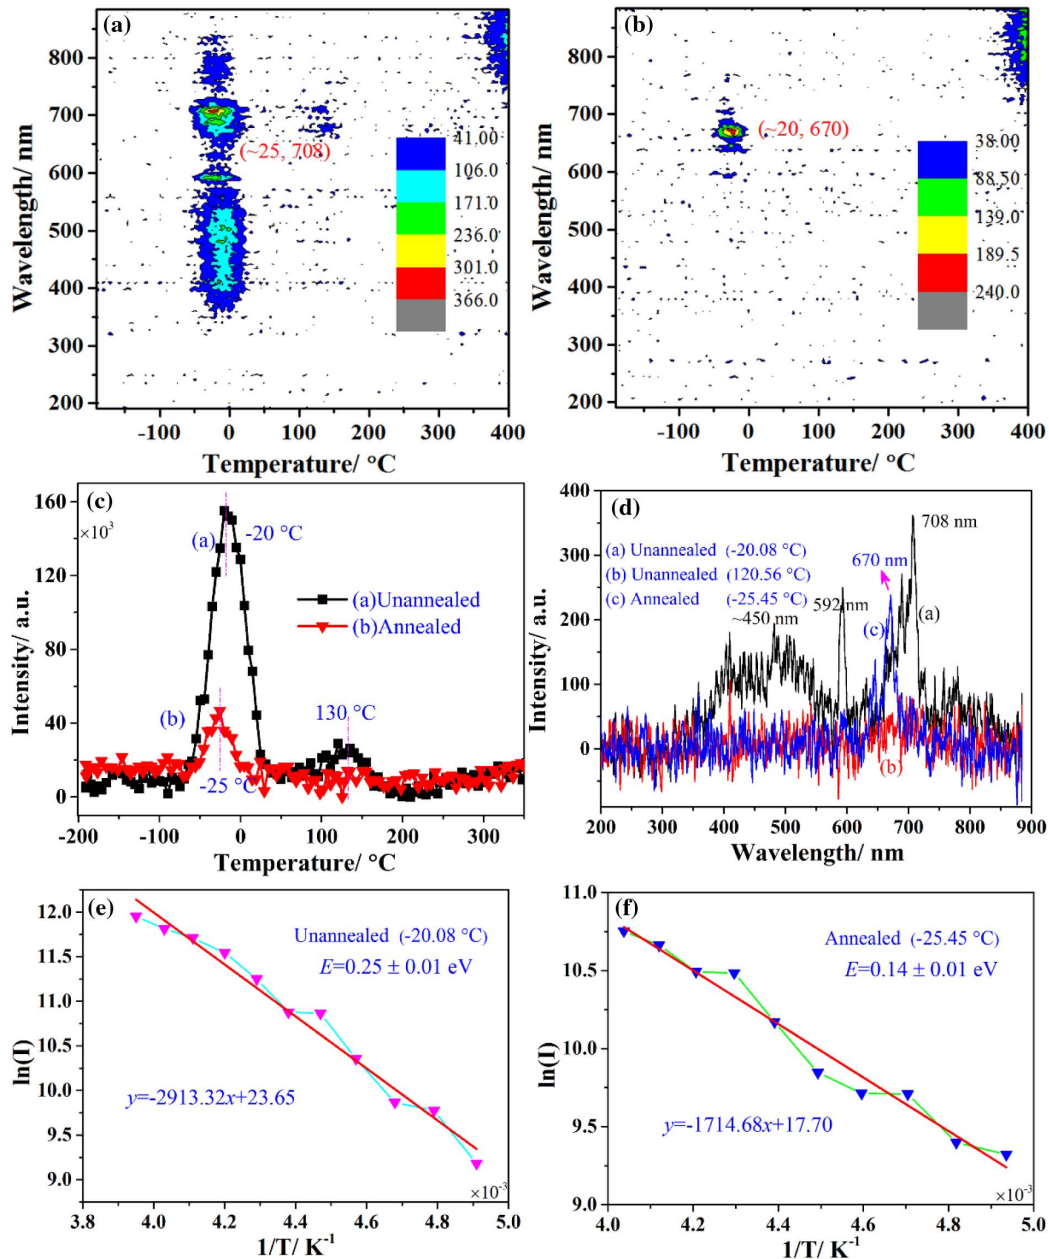 (a)
(~25, 708)
41.00
106.0
171.0
236.0
301.0
366.0
Wavelength/ nm
800
700
600
500
400
300
200
-100 0 100 200 300 400
Temperature/ °C
(b)
(~20, 670)
38.00
88.50
139.0
189.5
240.0
Wavelength/ nm
800
700
600
500
400
300
200
-100 0 100 200 300 400
Temperature/ °C
(c)
×10³
160
120
80
40
0
Intensity/ a.u.
(a)
-20 °C
(a)Unannealed
(b)Annealed
(b)
130 °C
-25 °C
-200 -100 0 100 200 300
Temperature/ °C
(d)
400
300
200
100
0
Intensity/ a.u.
708 nm
(a) Unannealed (-20.08 °C)
(b) Unannealed (120.56 °C)
(c) Annealed (-25.45 °C)
670 nm
592 nm
~450 nm
(c)
(a)
(b)
200 300 400 500 600 700 800 900
Wavelength/ nm
(e)
12.0
11.5
11.0
10.5
10.0
9.5
9.0
ln(I)
Unannealed (-20.08 °C)
E=0.25 ± 0.01 eV
y=-2913.32x+23.65
×10⁻³
3.8 4.0 4.2 4.4 4.6 4.8 5.0
1/T/ K⁻¹
(f)
11.0
10.5
10.0
9.5
9.0
ln(I)
Annealed (-25.45 °C)
E=0.14 ± 0.01 eV
y=-1714.68x+17.70
×10⁻³
4.0 4.2 4.4 4.6 4.8 5.0
1/T/ K⁻¹